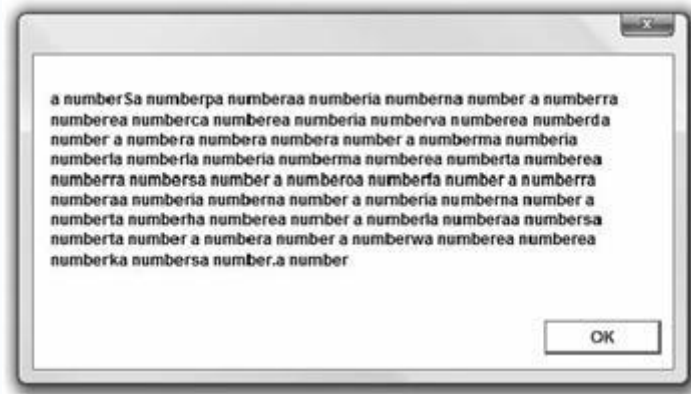 x
a numberSa numberpa numberaa numberia numberna number a numberra
numberea numberca numberea numberia numberva numberea numberda
number a numbera numbera numbera number a numberma numberia
numberla numberla numberia numberma numberea numberta numberea
numberra numbersa number a numberoa numberfa number a numberra
numberaa numberia numberna number a numberia numberna number a
numberta numberha numberea number a numberla numberaa numbersa
numberta number a numbera number a numberwa numberea numberea
numberka numbersa number.a number
OK